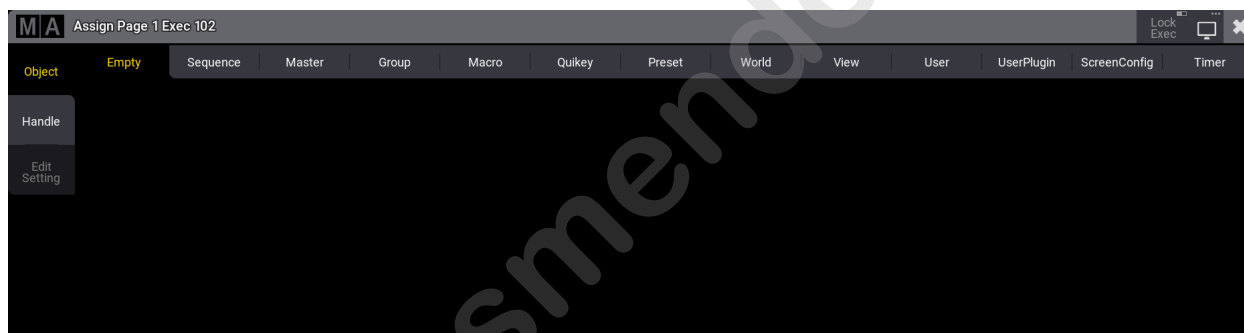 MA Assign Page 1 Exec 102
Lock
Exec
Object
Empty
Sequence
Master
Group
Macro
Quikey
Preset
World
View
User
UserPlugin
ScreenConfig
Timer
Handle
Edit
Setting